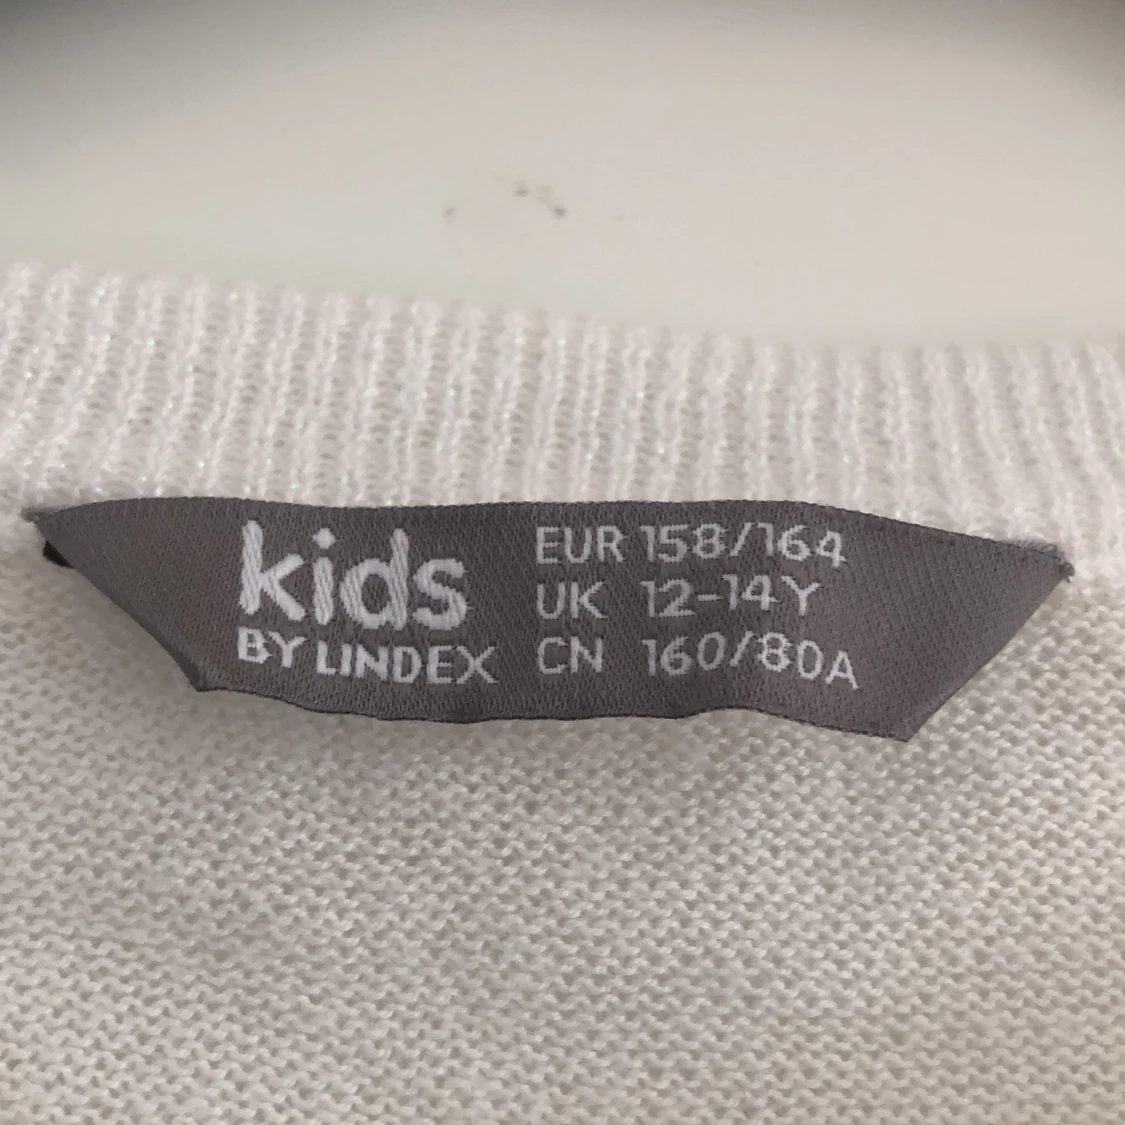 kids
BY LINDEX
EUR 158/164
UK 12-14Y
CN 160/80A